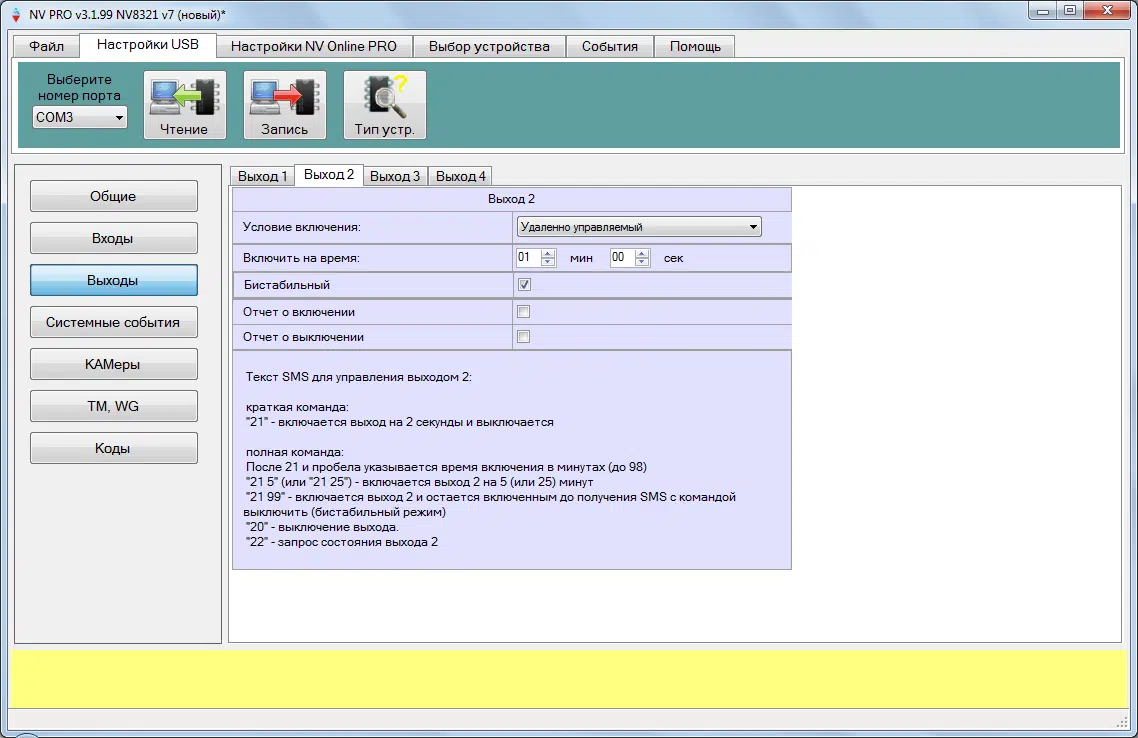 NV PRO v3.1.99 NV8321 v7 (новый)*
Файл
Настройки USB
Настройки NV Online PRO
Выбор устройства
События
Помощь
Выберите
номер порта
COM3
Чтение
Запись
Тип устр.
Общие
Входы
Выходы
Системные события
КАМеры
TM, WG
Коды
Выход 1
Выход 2
Выход 3
Выход 4
Выход 2
Условие включения:
Удаленно управляемый
Включить на время:
01
мин
00
сек
Бистабильный
Отчет о включении
Отчет о выключении
Текст SMS для управления выходом 2:
краткая команда:
"21" - включается выход на 2 секунды и выключается
полная команда:
После 21 и пробела указывается время включения в минутах (до 98)
"21 5" (или "21 25") - включается выход 2 на 5 (или 25) минут
"21 99" - включается выход 2 и остается включенным до получения SMS с командой
выключить (бистабильный режим)
"20" - выключение выхода.
"22" - запрос состояния выхода 2